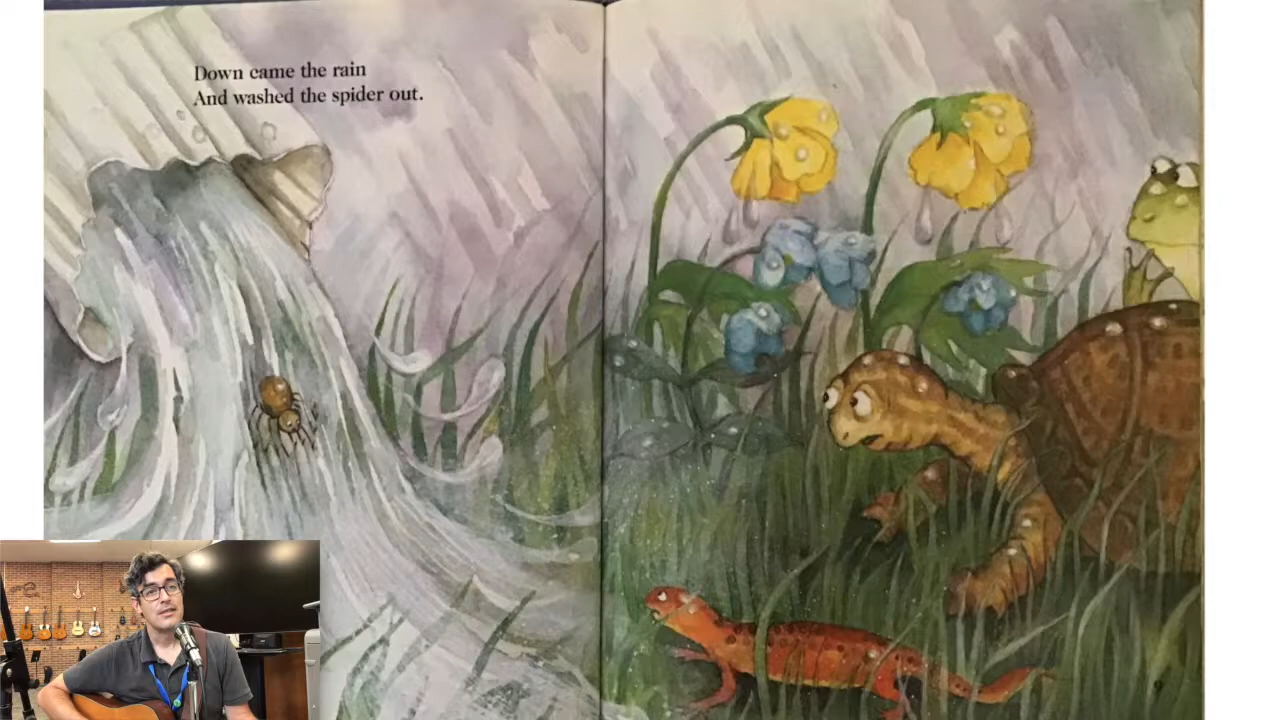 Down came the rain
And washed the spider out.